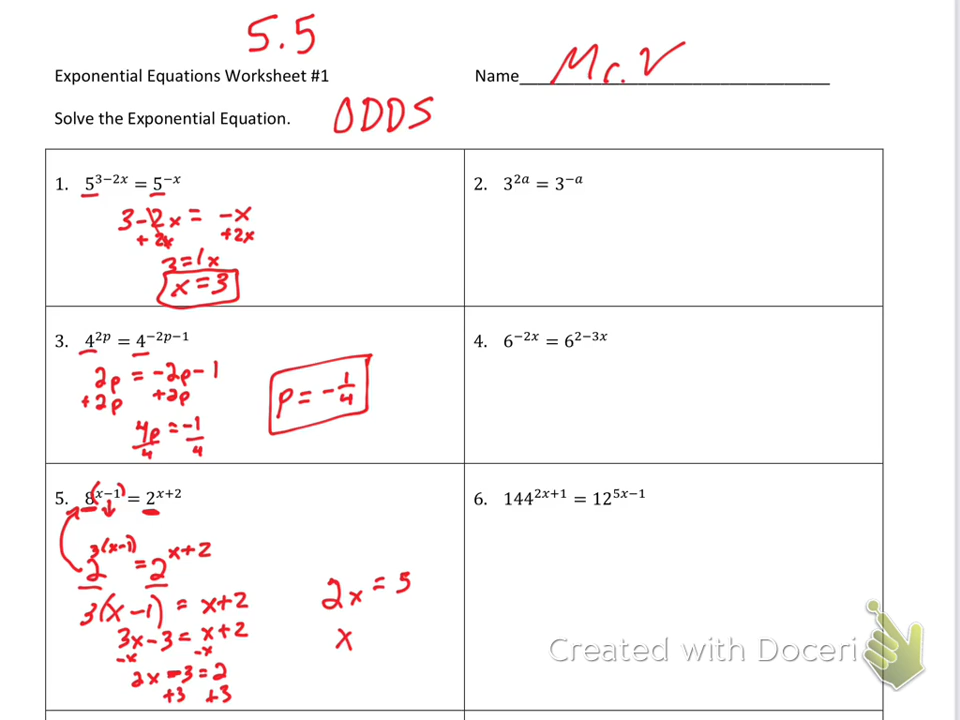 5.5
Exponential Equations Worksheet #1
Name Mr. V
Solve the Exponential Equation. ODDS
1. 5^{3−2x} = 5^{−x}
3-2x = -x
+2x +2x
3=1x
x=3
2. 3^{2a} = 3^{−a}
3. 4^{2p} = 4^{−2p−1}
2p = -2p-1
+2p +2p
4p/4 = -1/4
p = -1/4
4. 6^{−2x} = 6^{2−3x}
5. 8^{(x−1)} = 2^{x+2}
2^{3(x-1)} = 2^{x+2}
3(x-1) = x+2
3x-3 = x+2
-x -x
2x-3=2
+3 +3
2x = 5
x
6. 144^{2x+1} = 12^{5x−1}
Created with Doceri